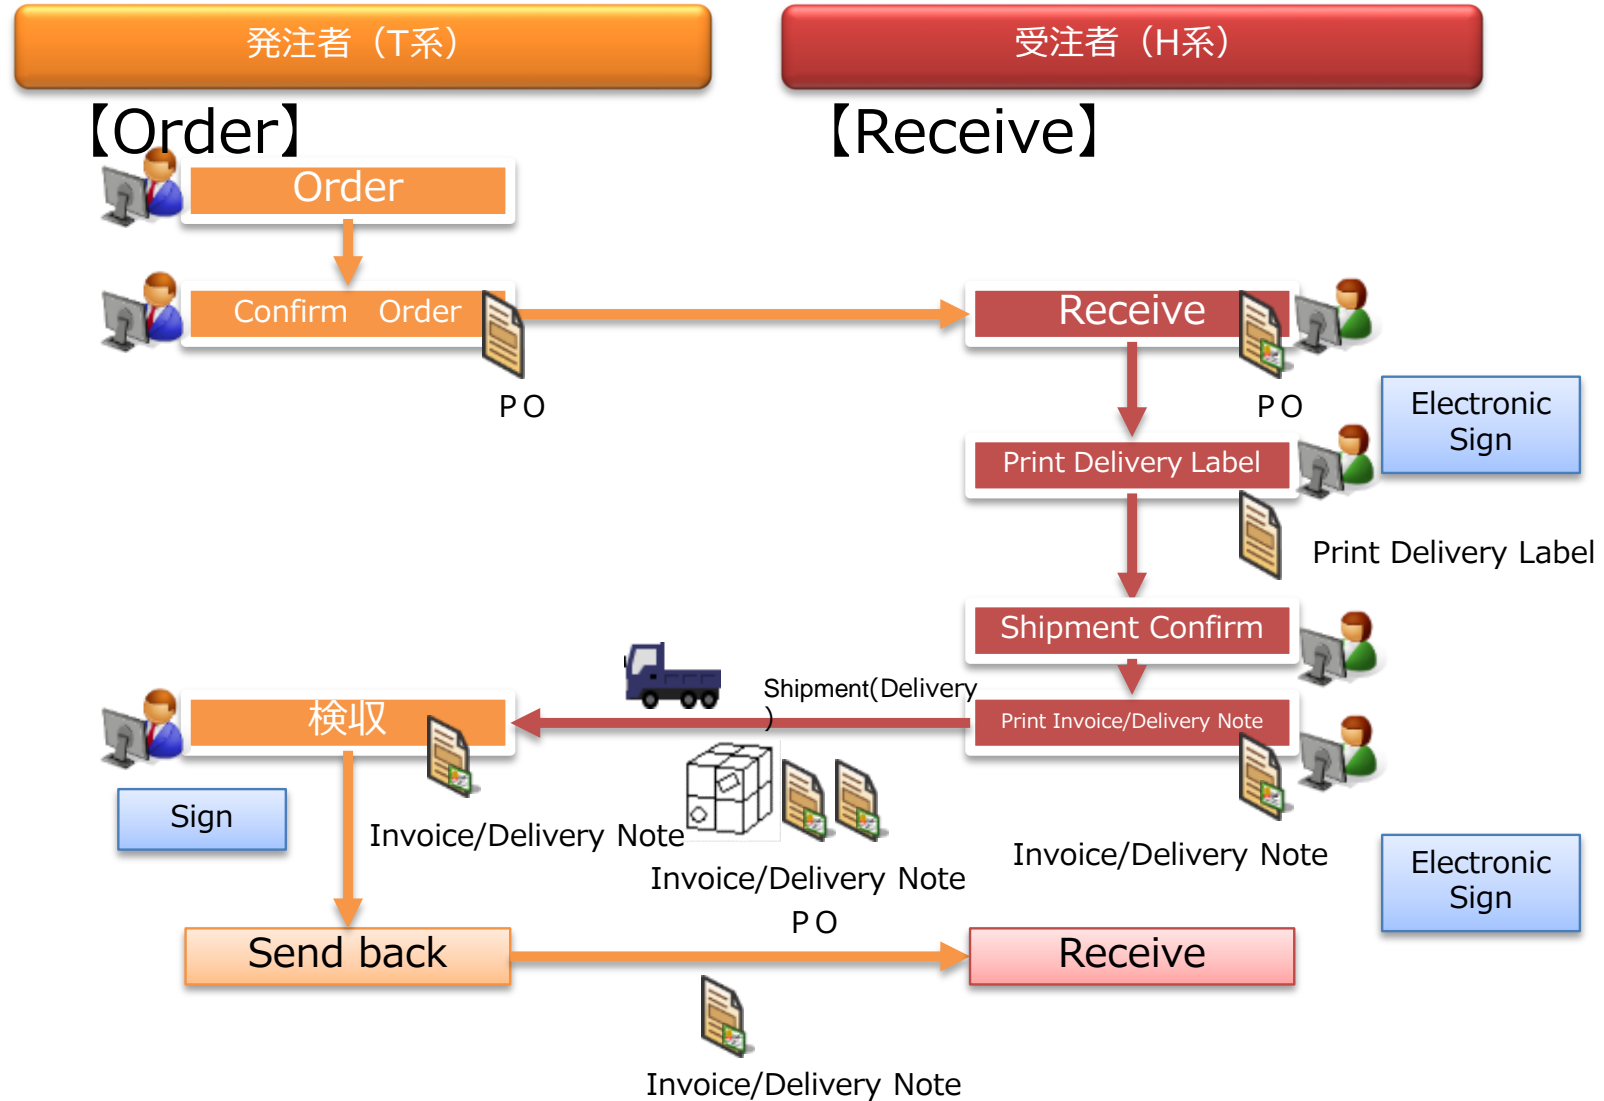 発注者（T系）
受注者（H系）
【Order】
【Receive】
Order
Confirm　Order
Receive
ＰＯ
ＰＯ
Electronic
Sign
Print Delivery Label
Print Delivery Label
Shipment Confirm
Shipment(Delivery
)
検収
Print Invoice/Delivery Note
Sign
Invoice/Delivery Note
Invoice/Delivery Note
ＰＯ
Invoice/Delivery Note
Electronic
Sign
Send back
Receive
Invoice/Delivery Note